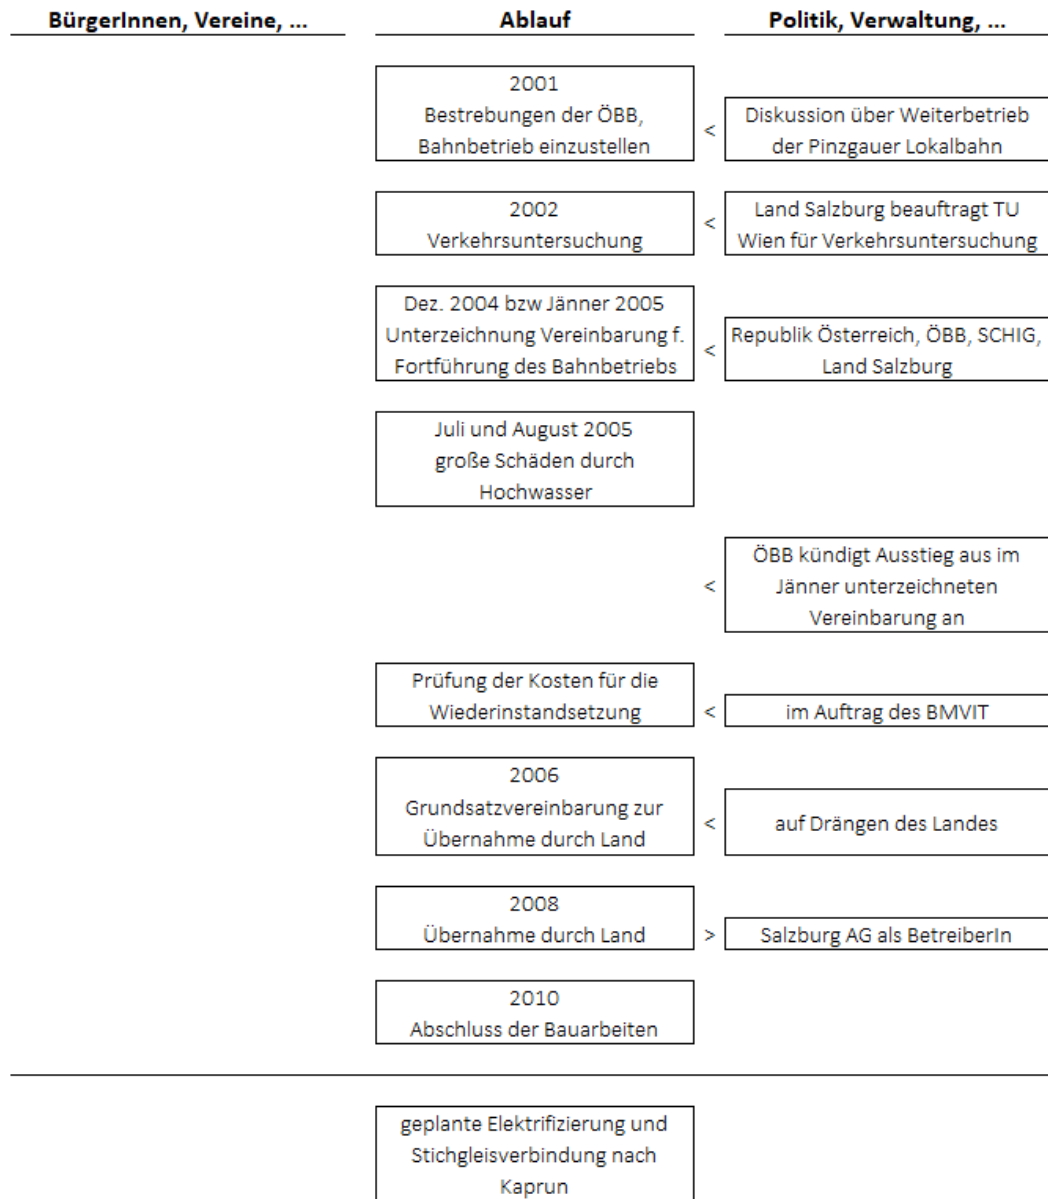 BürgerInnen, Vereine, ...
Ablauf
Politik, Verwaltung, ...
2001
Bestrebungen der ÖBB,
Bahnbetrieb einzustellen
<
Diskussion über Weiterbetrieb
der Pinzgauer Lokalbahn
2002
Verkehrsuntersuchung
<
Land Salzburg beauftragt TU
Wien für Verkehrsuntersuchung
Dez. 2004 bzw Jänner 2005
Unterzeichnung Vereinbarung f.
Fortführung des Bahnbetriebs
<
Republik Österreich, ÖBB, SCHIG,
Land Salzburg
Juli und August 2005
große Schäden durch
Hochwasser
<
ÖBB kündigt Ausstieg aus im
Jänner unterzeichneten
Vereinbarung an
Prüfung der Kosten für die
Wiederinstandsetzung
<
im Auftrag des BMVIT
2006
Grundsatzvereinbarung zur
Übernahme durch Land
<
auf Drängen des Landes
2008
Übernahme durch Land
>
Salzburg AG als BetreiberIn
2010
Abschluss der Bauarbeiten
geplante Elektrifizierung und
Stichgleisverbindung nach
Kaprun